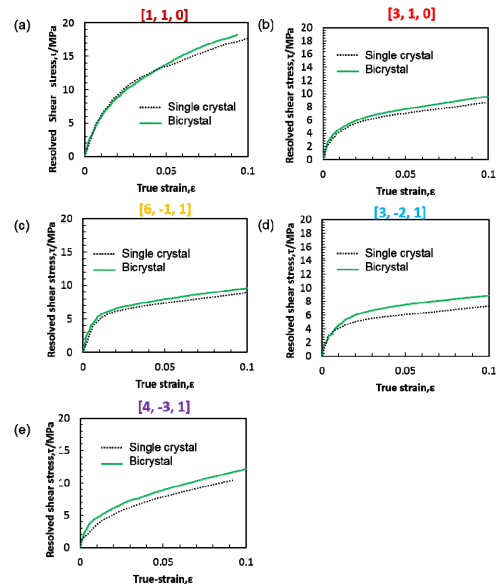 (a)
[1, 1, 0]
Resolved Shear stress,τ/MPa
20
15
10
5
0
Single crystal
Bicrystal
0
0.05
0.1
True strain,ε
(b)
[3, 1, 0]
Resolved shear stress,τ/MPa
20
18
16
14
12
10
8
6
4
2
0
Single crystal
Bicrystal
0
0.05
0.1
True strain,ε
(c)
[6, -1, 1]
Resolved shear stress,τ/MPa
20
15
10
5
0
Single crystal
Bicrystal
0
0.05
0.1
True strain,ε
(d)
[3, -2, 1]
Resolved shear stress,τ/MPa
20
18
16
14
12
10
8
6
4
2
0
Single crystal
Bicrystal
0
0.05
0.1
True strain,ε
(e)
[4, -3, 1]
Resolved shear stress,τ/MPa
20
15
10
5
0
Single crystal
Bicrystal
0
0.05
0.1
True-strain,ε